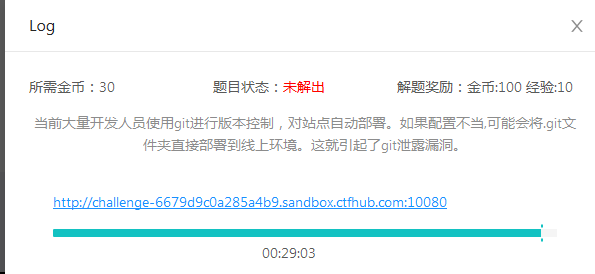 Log
所需金币：30 题目状态：未解出 解题奖励：金币:100 经验:10
当前大量开发人员使用git进行版本控制，对站点自动部署。如果配置不当,可能会将.git文
件夹直接部署到线上环境。这就引起了git泄露漏洞。
http://challenge-6679d9c0a285a4b9.sandbox.ctfhub.com:10080
00:29:03